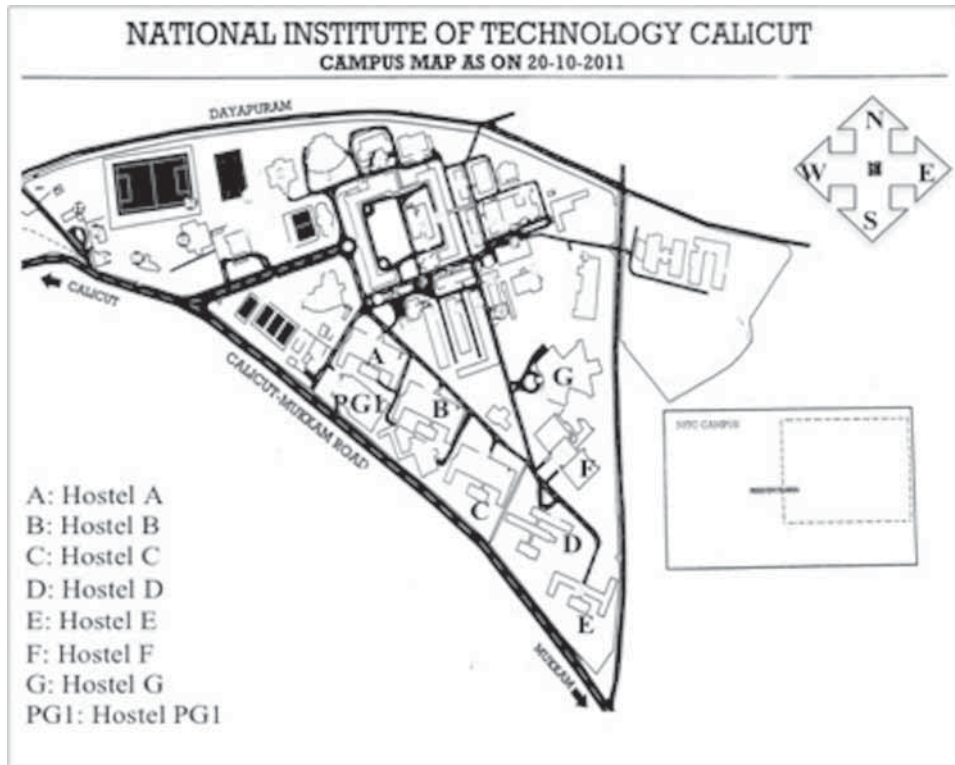 NATIONAL INSTITUTE OF TECHNOLOGY CALICUT
CAMPUS MAP AS ON 20-10-2011
DAYAPURAM
N
W
E
S
CALICUT
CALICUT-MUKKAM ROAD
A
PG1
B
G
F
C
D
E
MUKKAM
CAMPUS
A: Hostel A
B: Hostel B
C: Hostel C
D: Hostel D
E: Hostel E
F: Hostel F
G: Hostel G
PG1: Hostel PG1